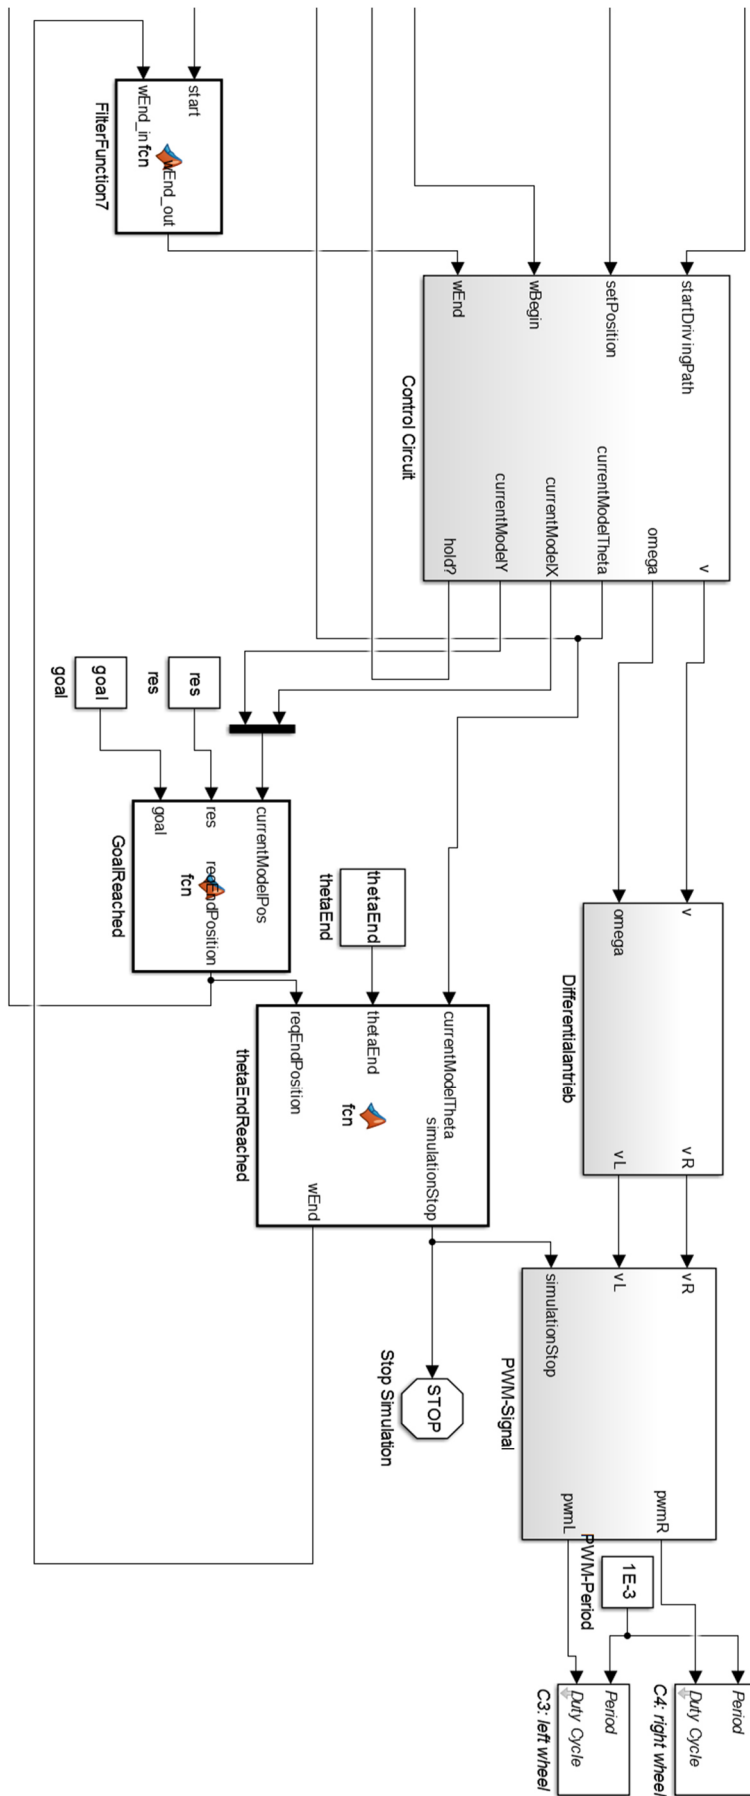 start
wEnd_in
fcn
wEnd_out
FilterFunction7
startDrivingPath
setPosition
wBegin
wEnd
v
omega
currentModelTheta
currentModelX
currentModelY
hold?
Control Circuit
res
res
goal
goal
currentModelPos
res
goal
reqEndPosition
fcn
GoalReached
thetaEnd
thetaEnd
currentModelTheta
thetaEnd
reqEndPosition
fcn
simulationStop
wEnd
thetaEndReached
v
omega
vR
vL
Differentialantrieb
STOP
Stop Simulation
vR
vL
simulationStop
pwmR
pwmL
PWM-Signal
1E-3
PWM-Period
Period
Duty Cycle
C4: right wheel
Period
Duty Cycle
C3: left wheel